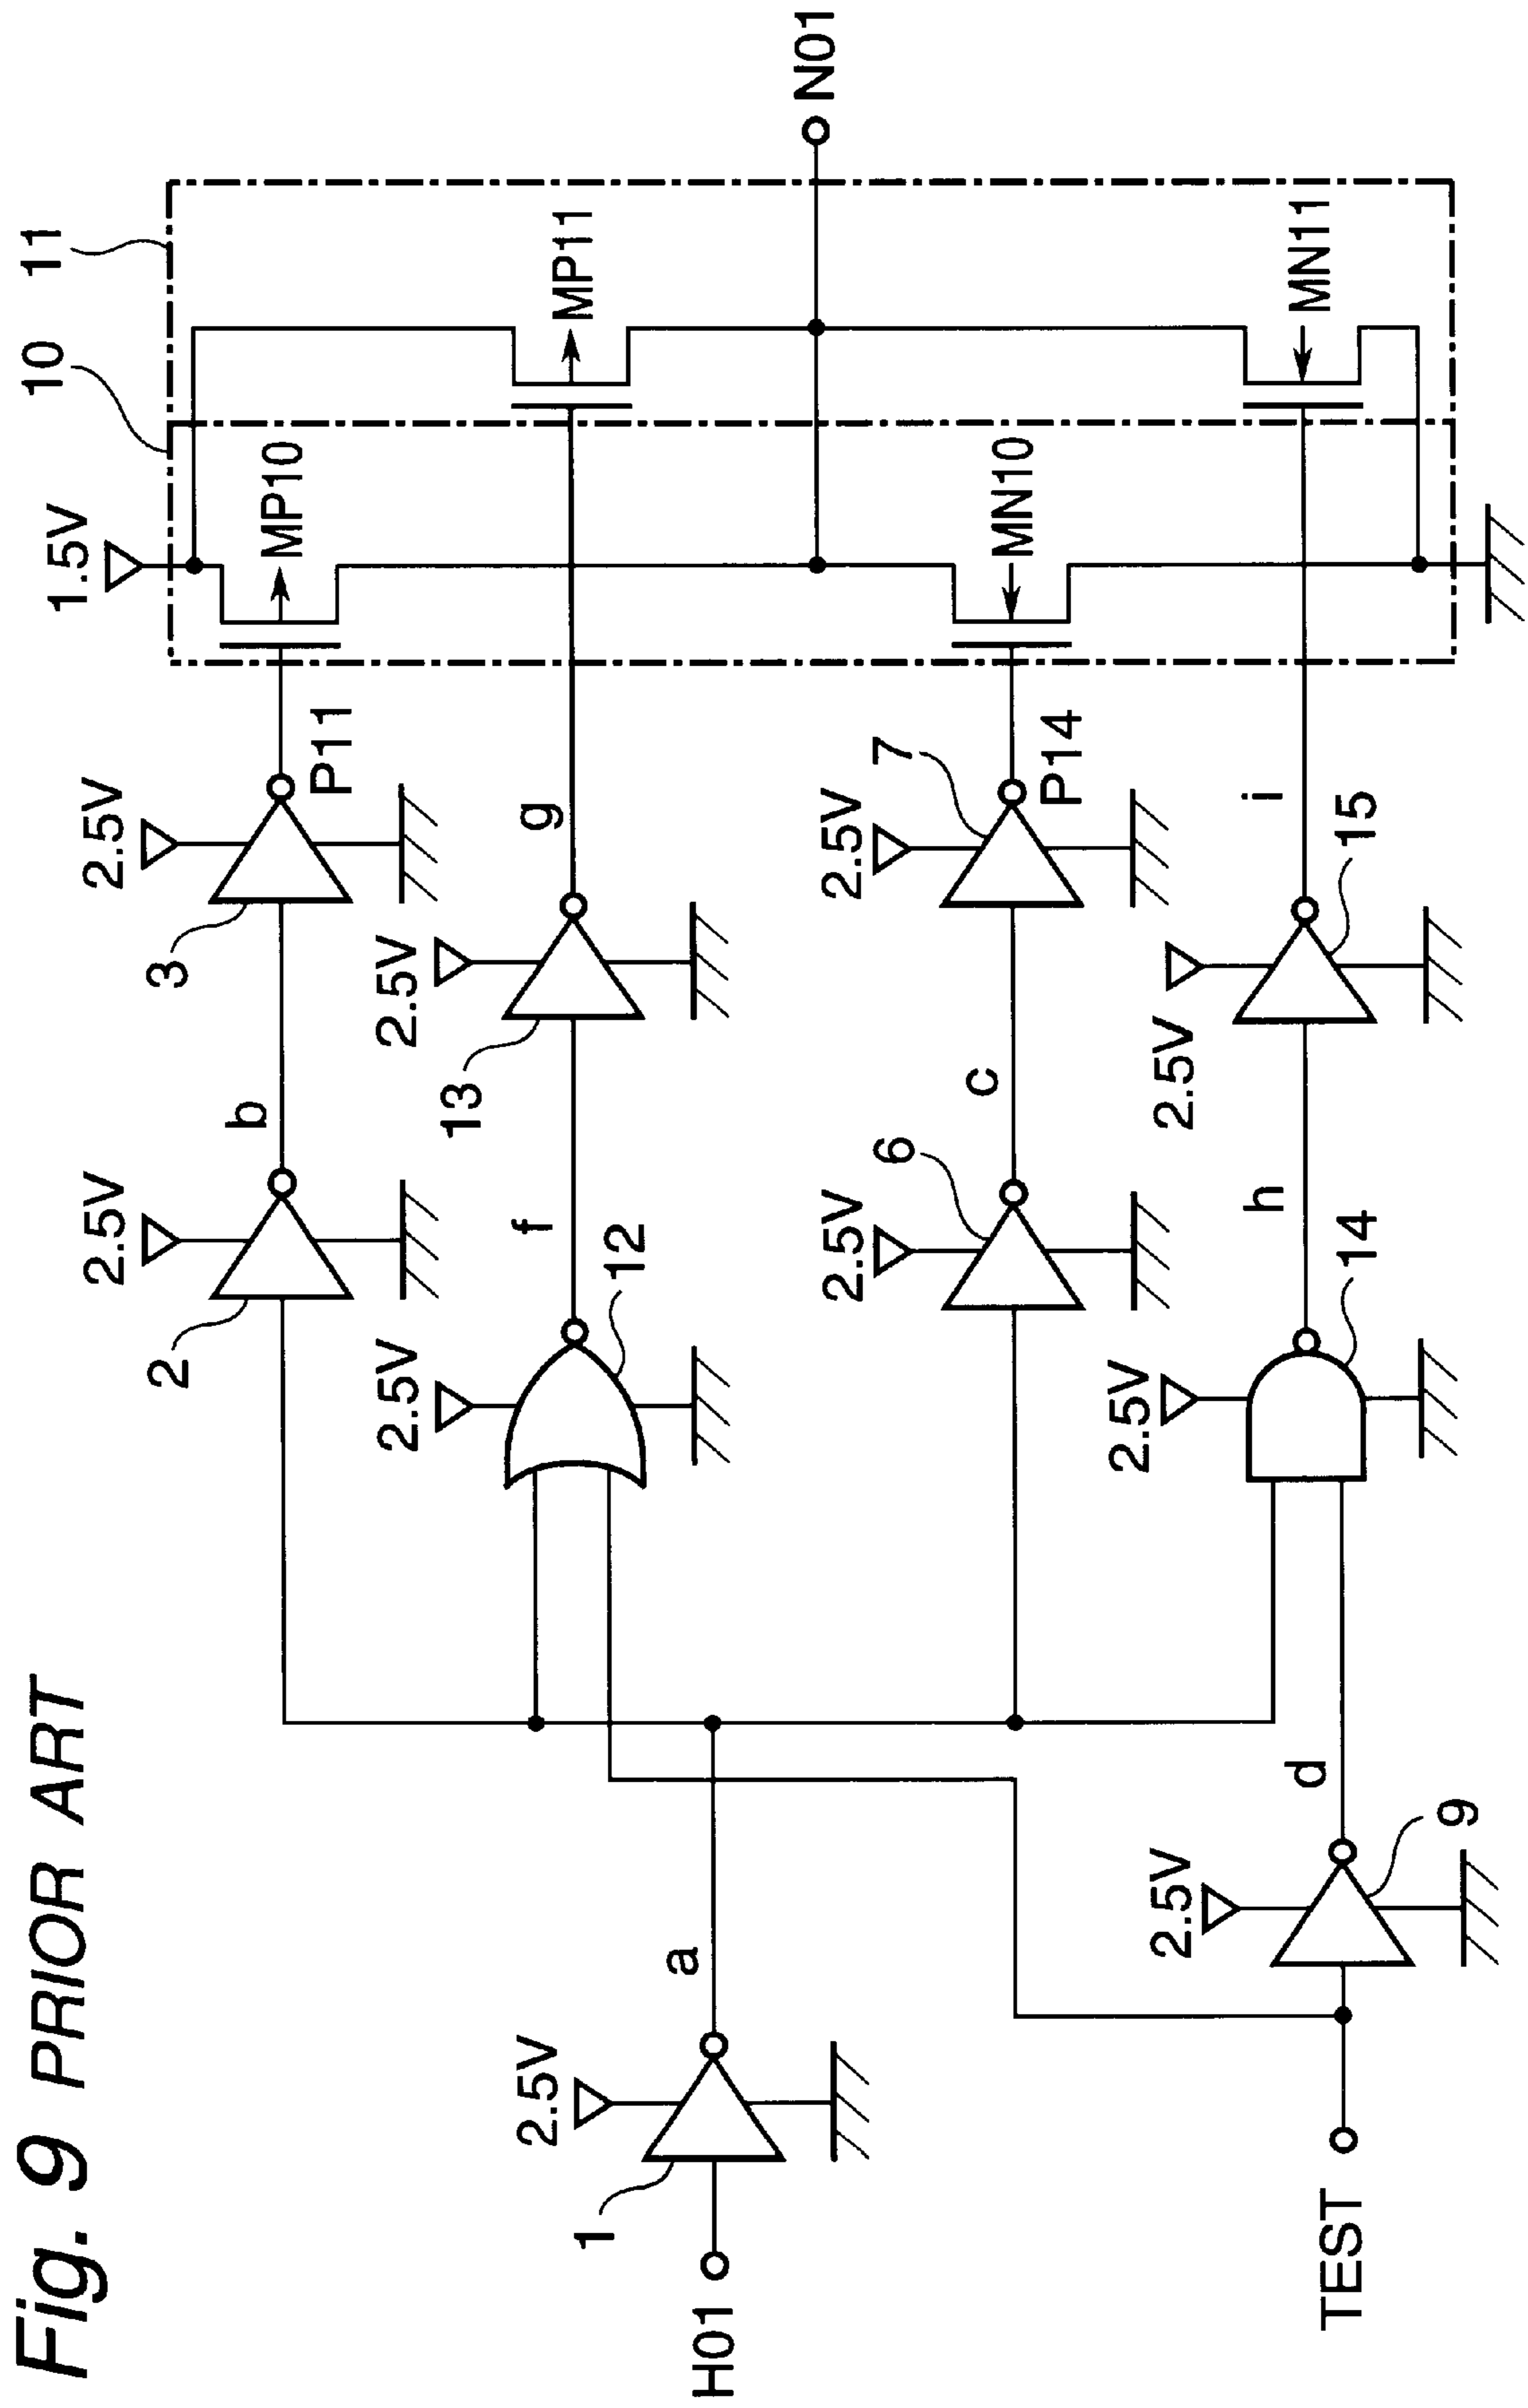 Fig. 9 PRIOR ART
H01
1
2.5V
a
TEST
2.5V
9
d
2
2.5V
b
3
2.5V
P11
2.5V
12
f
13
2.5V
g
2.5V
6
c
2.5V
7
P14
2.5V
14
h
2.5V
15
i
1.5V
10
11
MP10
MP11
MN10
MN11
N01